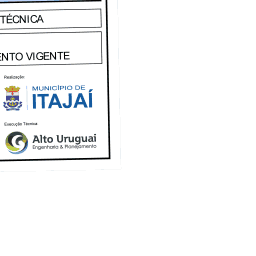 TÉCNICA
ENTO VIGENTE
Realização:
MUNICÍPIO DE
ITAJAÍ
Execução Técnica:
Alto Uruguai
Engenharia & Planejamento